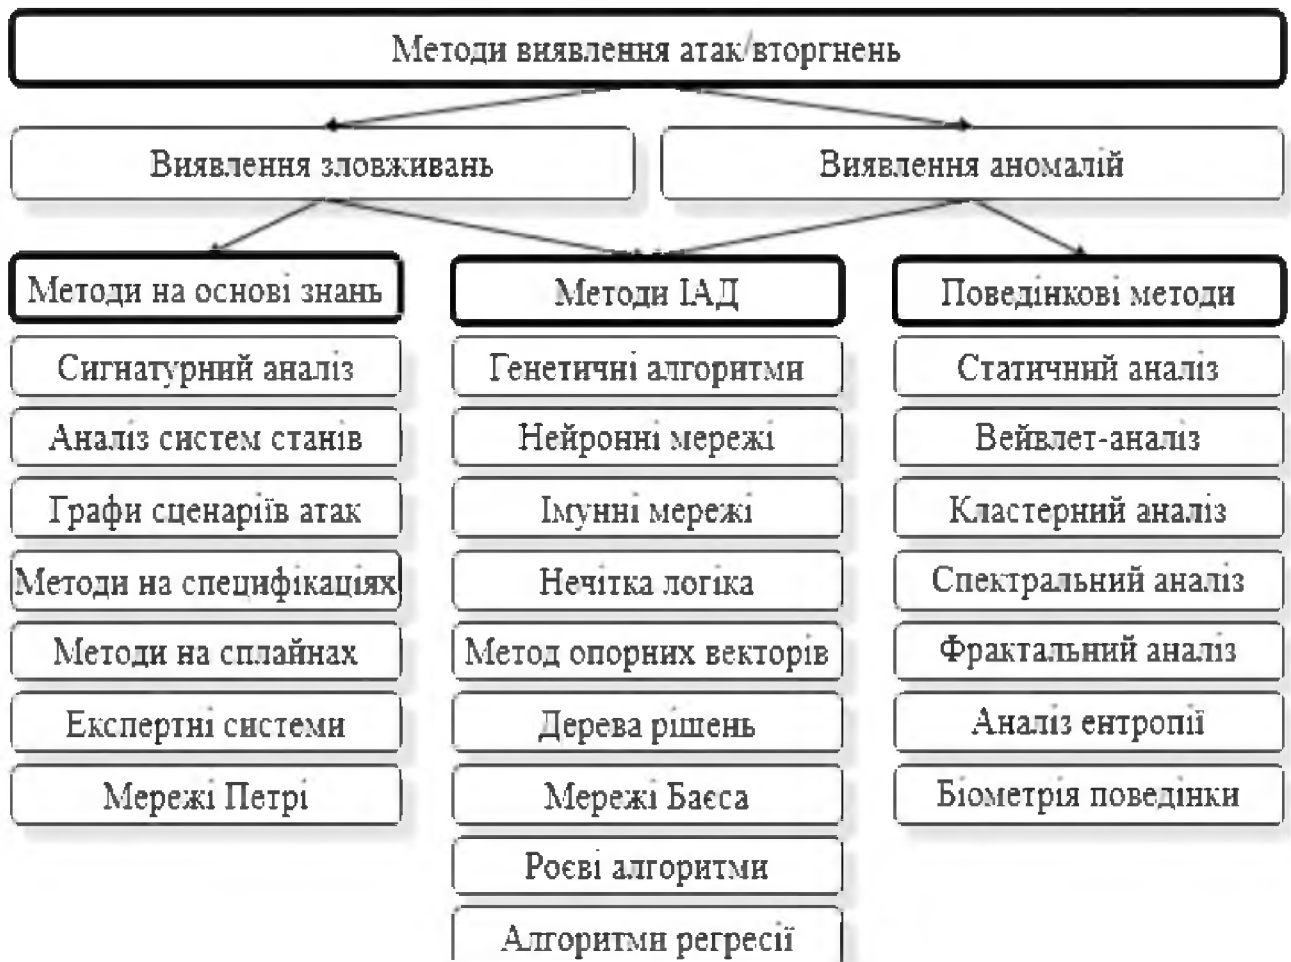 Методи виявлення атак/вторгнень
Виявлення зловживань
Виявлення аномалій
Методи на основі знань
Сигнатурний аналіз
Аналіз систем станів
Графи сценаріїв атак
Методи на специфікаціях
Методи на сплайнах
Експертні системи
Мережі Петрі
Методи ІАД
Генетичні алгоритми
Нейронні мережі
Імунні мережі
Нечітка логіка
Метод опорних векторів
Дерева рішень
Мережі Баєса
Роєві алгоритми
Алгоритми регресії
Поведінкові методи
Статичний аналіз
Вейвлет-аналіз
Кластерний аналіз
Спектральний аналіз
Фрактальний аналіз
Аналіз ентропії
Біометрія поведінки